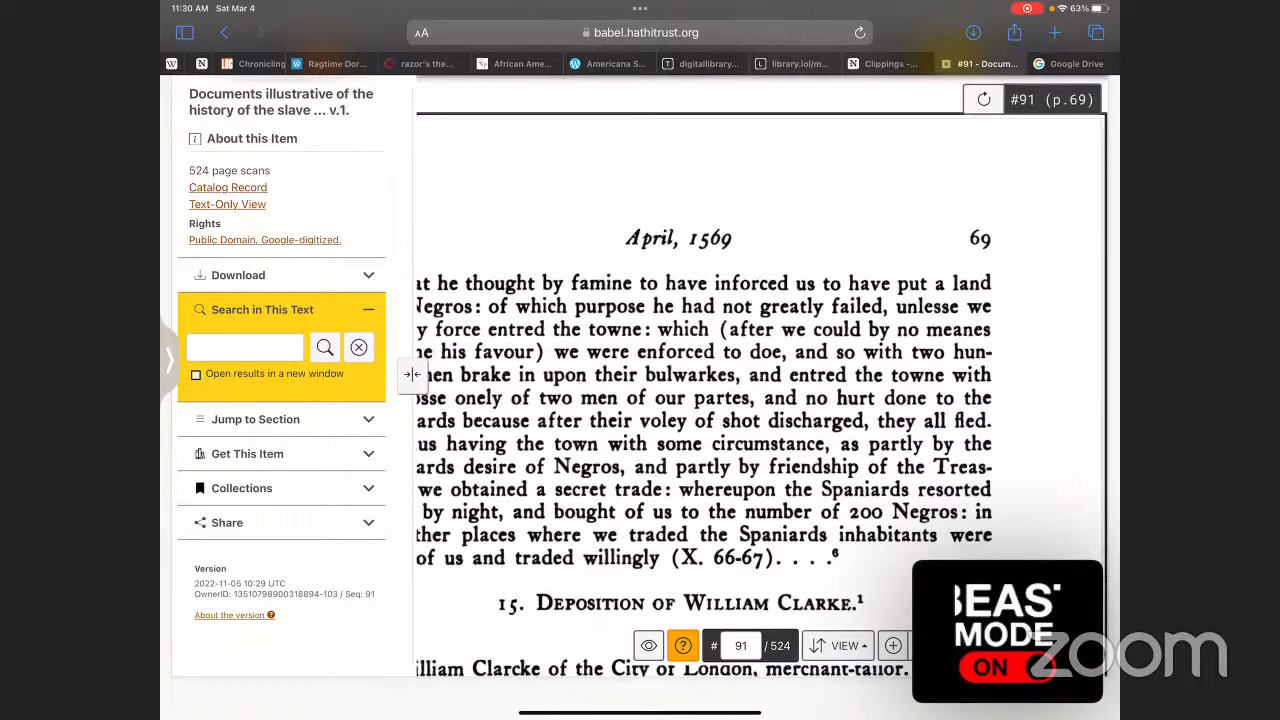 11:30 AM Sat Mar 4
63%
AA
babel.hathitrust.org
Chronicling
Ragtime Dor...
razor's the...
African Ame...
Americana S...
digitallibrary...
library.lol/m...
Clippings -...
#91 - Docum...
Google Drive
Documents illustrative of the
history of the slave ... v.1.
About this Item
524 page scans
Catalog Record
Text-Only View
Rights
Public Domain, Google-digitized.
Download
Search in This Text
Open results in a new window
Jump to Section
Get This Item
Collections
Share
Version
2022-11-05 10:29 UTC
OwnerID: 13510798900318894-103 / Seq: 91
About the version
#91 (p.69)
April, 1569 69
at he thought by famine to have inforced us to have put a land
Negros: of which purpose he had not greatly failed, unlesse we
y force entred the towne: which (after we could by no meanes
ne his favour) we were enforced to doe, and so with two hun-
men brake in upon their bulwarkes, and entred the towne with
osse onely of two men of our partes, and no hurt done to the
ards because after their voley of shot discharged, they all fled.
us having the town with some circumstance, as partly by the
ards desire of Negros, and partly by friendship of the Treas-
we obtained a secret trade: whereupon the Spaniards resorted
by night, and bought of us to the number of 200 Negros: in
ther places where we traded the Spaniards inhabitants were
of us and traded willingly (X. 66-67). . . .6
15. DEPOSITION OF WILLIAM CLARKE.1
# 91 / 524 VIEW
illiam Clarcke of the City of London, merchant-tailor.
BEAST
MODE
ON
zoom